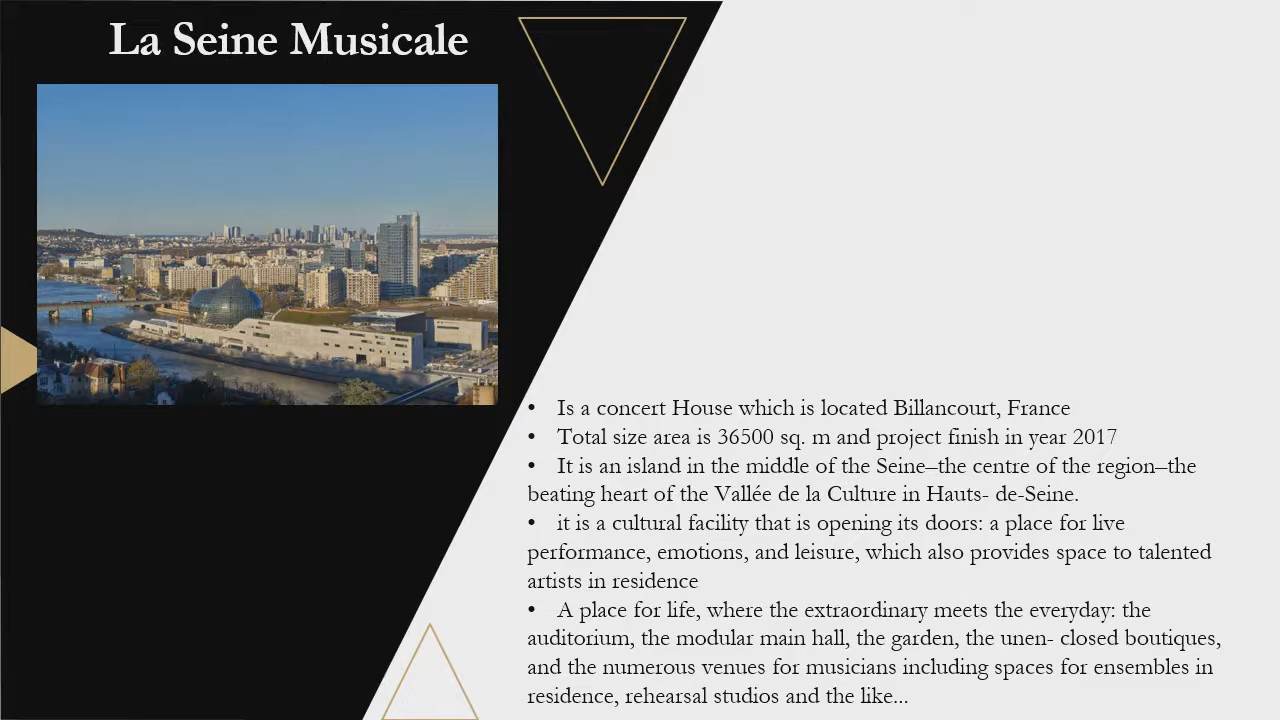 La Seine Musicale
• Is a concert House which is located Billancourt, France
• Total size area is 36500 sq. m and project finish in year 2017
• It is an island in the middle of the Seine–the centre of the region–the
beating heart of the Vallée de la Culture in Hauts- de-Seine.
• it is a cultural facility that is opening its doors: a place for live
performance, emotions, and leisure, which also provides space to talented
artists in residence
• A place for life, where the extraordinary meets the everyday: the
auditorium, the modular main hall, the garden, the unen- closed boutiques,
and the numerous venues for musicians including spaces for ensembles in
residence, rehearsal studios and the like...